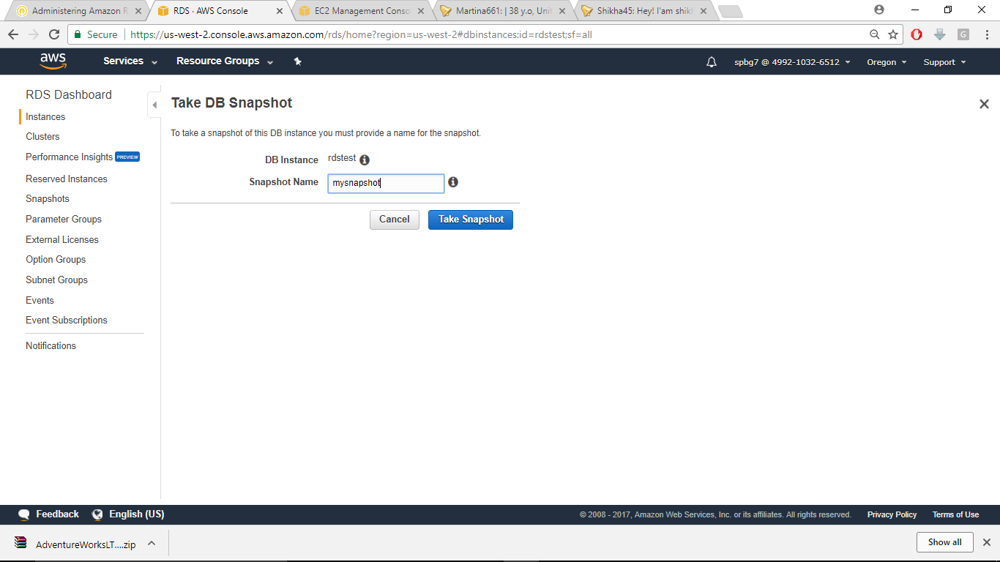 Administering Amazon R
RDS · AWS Console
EC2 Management Conso
Martina661: | 38 y.o, Unit
Shikha45: Hey! I'am shikh
Secure
https://us-west-2.console.aws.amazon.com/rds/home?region=us-west-2#dbinstances:id=rdstest;sf=all
G
aws
Services
Resource Groups
spbg7 @ 4992-1032-6512
Oregon
Support
RDS Dashboard
Instances
Clusters
Performance Insights PREVIEW
Reserved Instances
Snapshots
Parameter Groups
External Licenses
Option Groups
Subnet Groups
Events
Event Subscriptions
Notifications
Take DB Snapshot
To take a snapshot of this DB instance you must provide a name for the snapshot.
DB Instance rdstest
Snapshot Name mysnapshot
Cancel
Take Snapshot
Feedback
English (US)
© 2008 - 2017, Amazon Web Services, Inc. or its affiliates. All rights reserved.
Privacy Policy
Terms of Use
AdventureWorksLT....zip
Show all